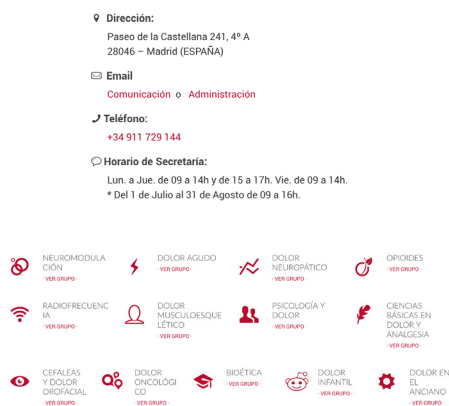 Dirección:
Paseo de la Castellana 241, 4º A
28046 – Madrid (ESPAÑA)
Email
Comunicación o Administración
Teléfono:
+34 911 729 144
Horario de Secretaría:
Lun. a Jue. de 09 a 14h y de 15 a 17h. Vie. de 09 a 14h.
* Del 1 de Julio al 31 de Agosto de 09 a 16h.
NEUROMODULA
CIÓN
- VER GRUPO -
DOLOR AGUDO
- VER GRUPO -
DOLOR
NEUROPÁTICO
- VER GRUPO -
OPIOIDES
- VER GRUPO -
RADIOFRECUENC
IA
- VER GRUPO -
DOLOR
MUSCULOESQUE
LÉTICO
- VER GRUPO -
PSICOLOGÍA Y
DOLOR
- VER GRUPO -
CIENCIAS
BÁSICAS EN
DOLOR Y
ANALGESIA
- VER GRUPO -
CEFALEAS
Y DOLOR
OROFACIAL
- VER GRUPO -
DOLOR
ONCOLÓGI
CO
- VER GRUPO -
BIOÉTICA
- VER GRUPO -
DOLOR
INFANTIL
- VER GRUPO -
DOLOR EN
EL
ANCIANO
- VER GRUPO -